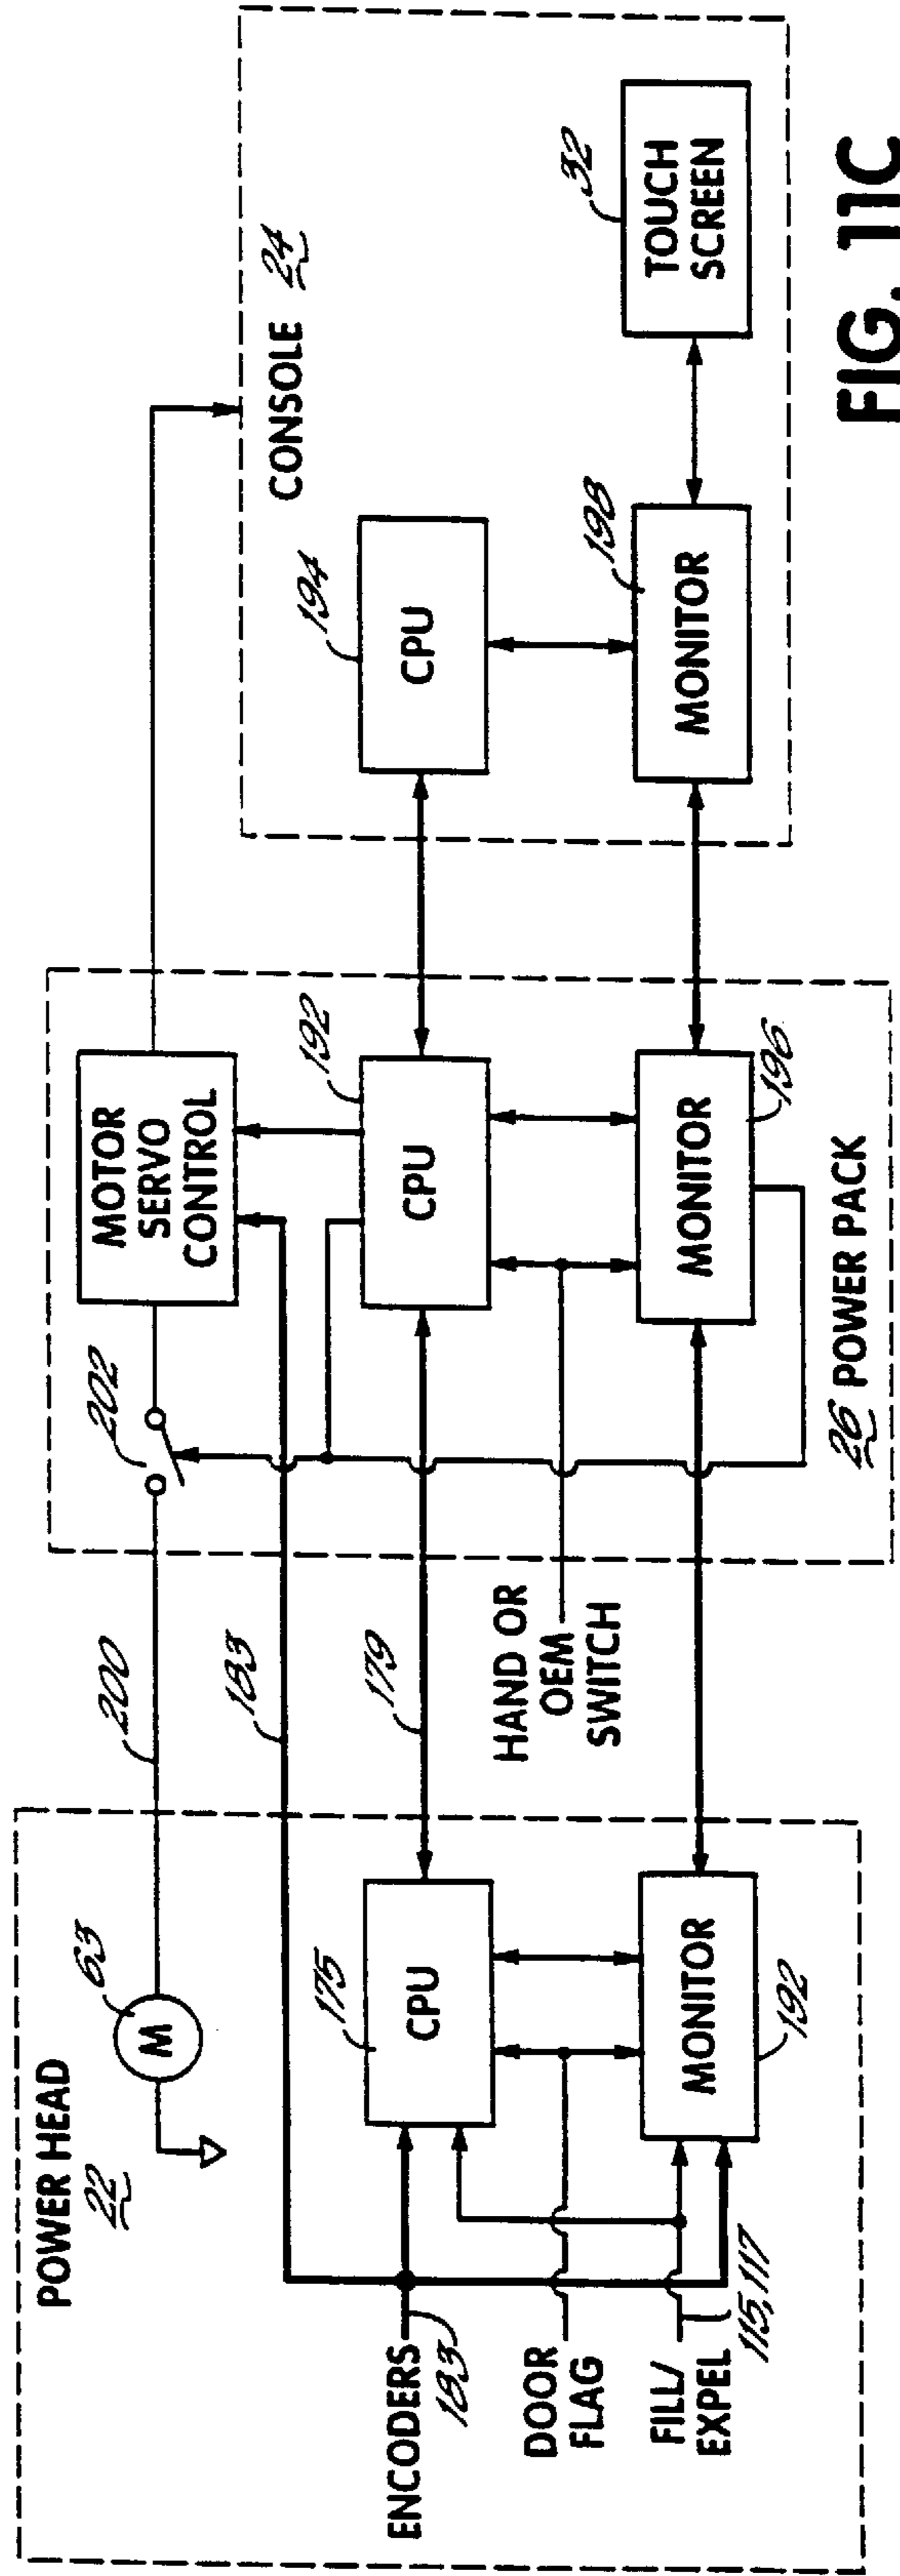 POWER HEAD
22
63
M
200
183
202
MOTOR
SERVO
CONTROL
CONSOLE 24
ENCODERS
183
175
CPU
179
192
CPU
194
CPU
DOOR
FLAG
HAND OR
OEM
SWITCH
FILL/
EXPEL
115, 117
MONITOR
192
MONITOR
196
MONITOR
198
TOUCH
SCREEN
32
26 POWER PACK
FIG. 11C